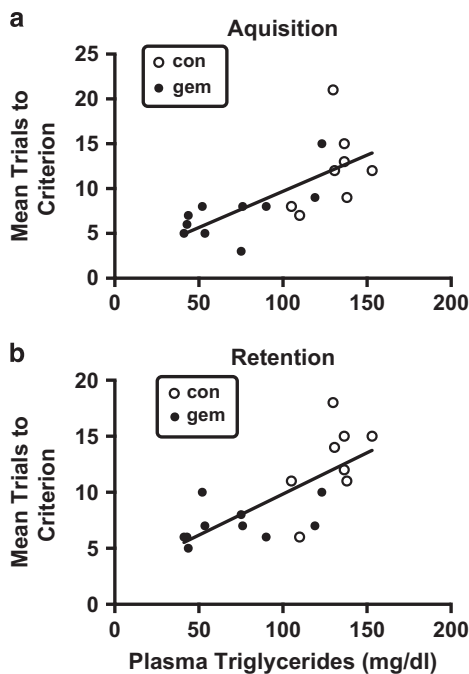 a
Aquisition
con
gem
Mean Trials to
Criterion
25
20
15
10
5
0
0 50 100 150 200
b
Retention
con
gem
Mean Trials to
Criterion
20
15
10
5
0
0 50 100 150 200
Plasma Triglycerides (mg/dl)